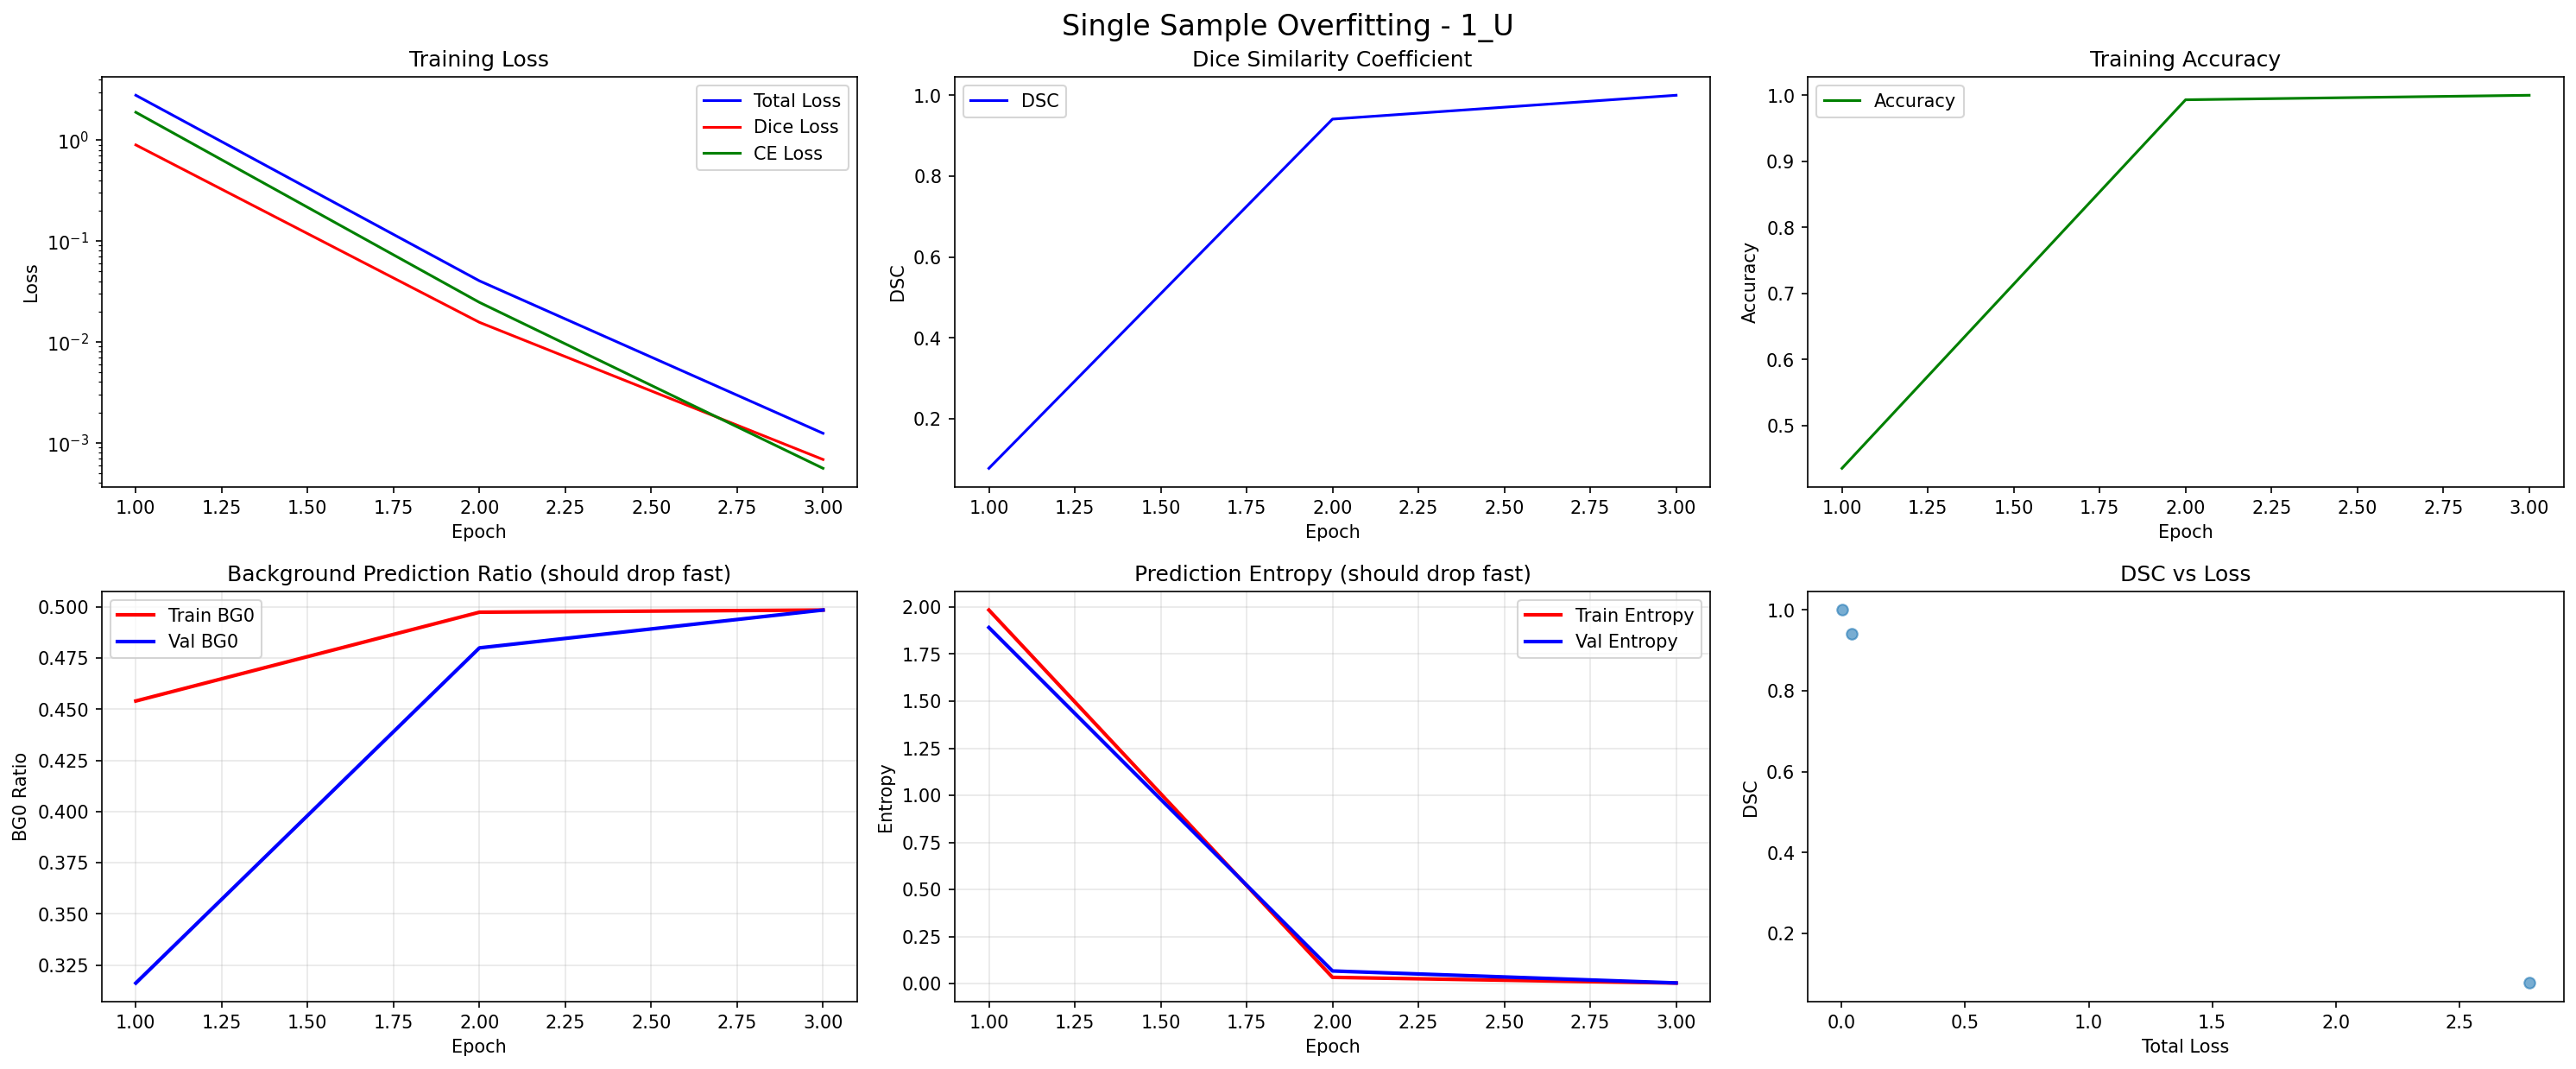 Single Sample Overfitting - 1_U
Training Loss
Total Loss
Dice Loss
CE Loss
10⁰
10⁻¹
10⁻²
10⁻³
Loss
1.00 1.25 1.50 1.75 2.00 2.25 2.50 2.75 3.00
Epoch
Dice Similarity Coefficient
DSC
1.0
0.8
0.6
0.4
0.2
DSC
1.00 1.25 1.50 1.75 2.00 2.25 2.50 2.75 3.00
Epoch
Training Accuracy
Accuracy
1.0
0.9
0.8
0.7
0.6
0.5
Accuracy
1.00 1.25 1.50 1.75 2.00 2.25 2.50 2.75 3.00
Epoch
Background Prediction Ratio (should drop fast)
Train BG0
Val BG0
0.500
0.475
0.450
0.425
0.400
0.375
0.350
0.325
BG0 Ratio
1.00 1.25 1.50 1.75 2.00 2.25 2.50 2.75 3.00
Epoch
Prediction Entropy (should drop fast)
Train Entropy
Val Entropy
2.00
1.75
1.50
1.25
1.00
0.75
0.50
0.25
0.00
Entropy
1.00 1.25 1.50 1.75 2.00 2.25 2.50 2.75 3.00
Epoch
DSC vs Loss
1.0
0.8
0.6
0.4
0.2
DSC
0.0 0.5 1.0 1.5 2.0 2.5
Total Loss